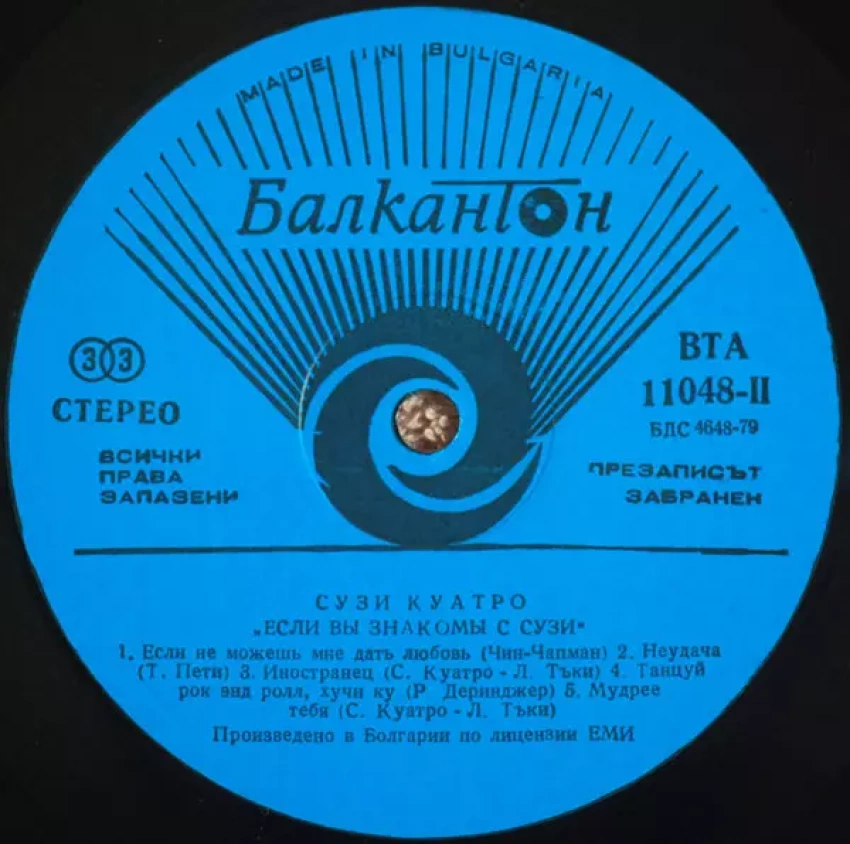 MADE IN BULGARIA
Балкантон
33
СТЕРЕО
ВСИЧКИ
ПРАВА
ЗАПАЗЕНИ
ВТА
11048-II
БДС 4648-79
ПРЕЗАПИСЪТ
ЗАБРАНЕН
СУЗИ КУАТРО
„ЕСЛИ ВЫ ЗНАКОМЫ С СУЗИ"
1. Если не можешь мне дать любовь (Чин-Чапман) 2. Неудача
(Т. Пети) 3. Иностранец (С. Куатро - Л. Тъки) 4. Танцуй
рок энд ролл, хучи ку (Р. Деринджер) 5. Мудрее
тебя (С. Куатро - Л. Тъки)
Произведено в Болгарии по лицензии ЕМИ